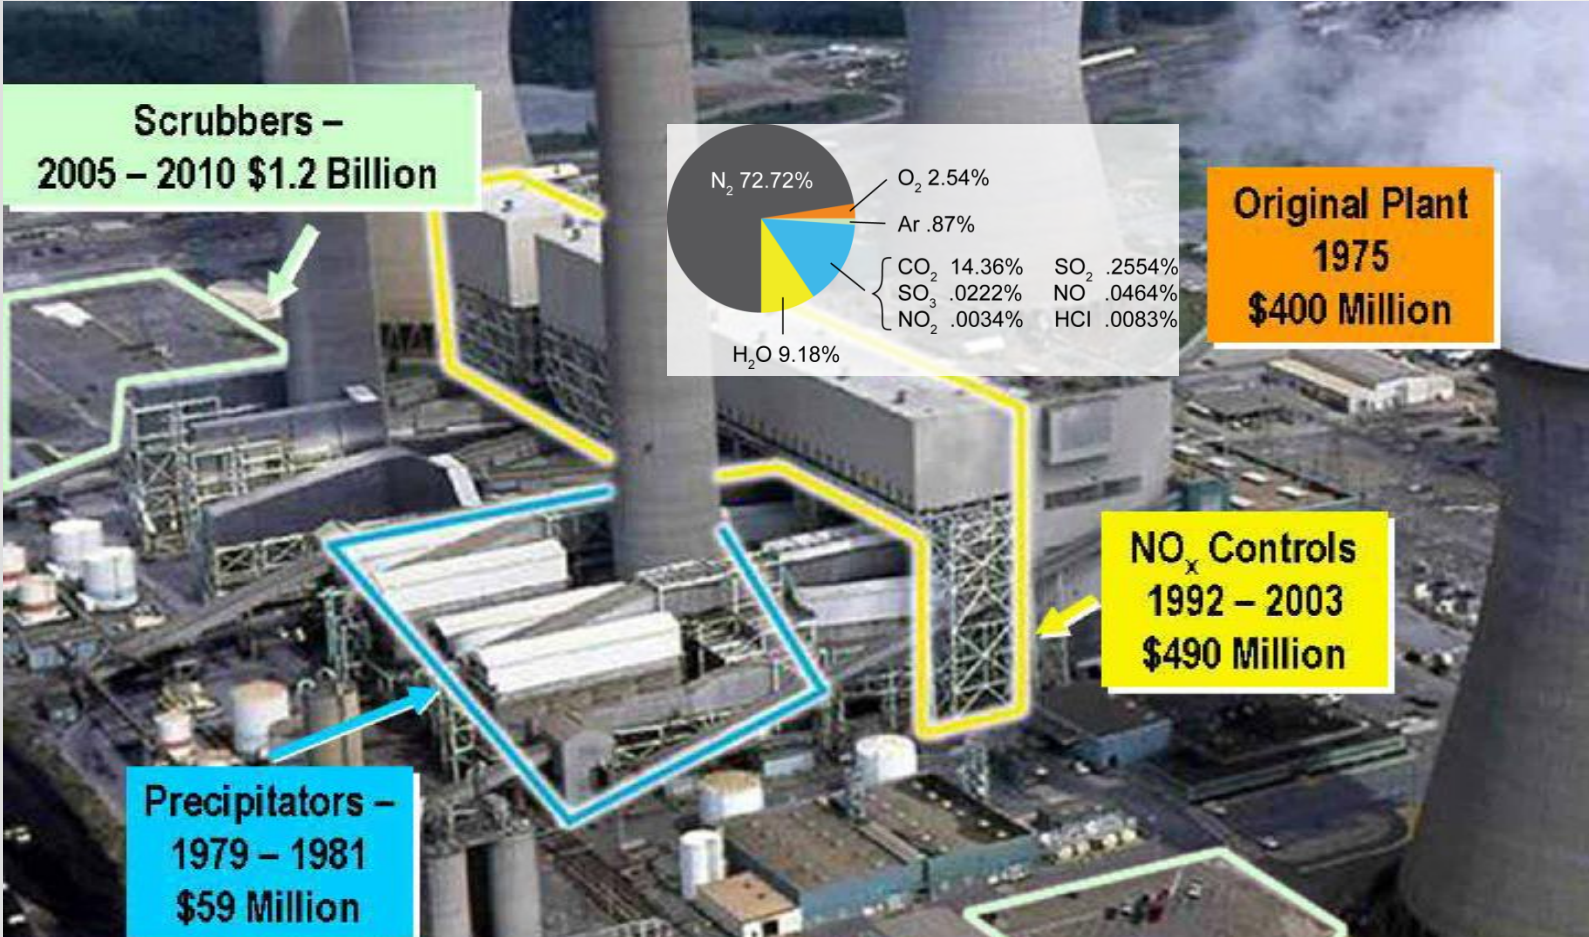 Scrubbers –
2005 – 2010 $1.2 Billion
N₂ 72.72%
O₂ 2.54%
Ar .87%
CO₂ 14.36% SO₂ .2554%
SO₃ .0222% NO .0464%
NO₂ .0034% HCl .0083%
H₂O 9.18%
Original Plant
1975
$400 Million
NOₓ Controls
1992 – 2003
$490 Million
Precipitators –
1979 – 1981
$59 Million